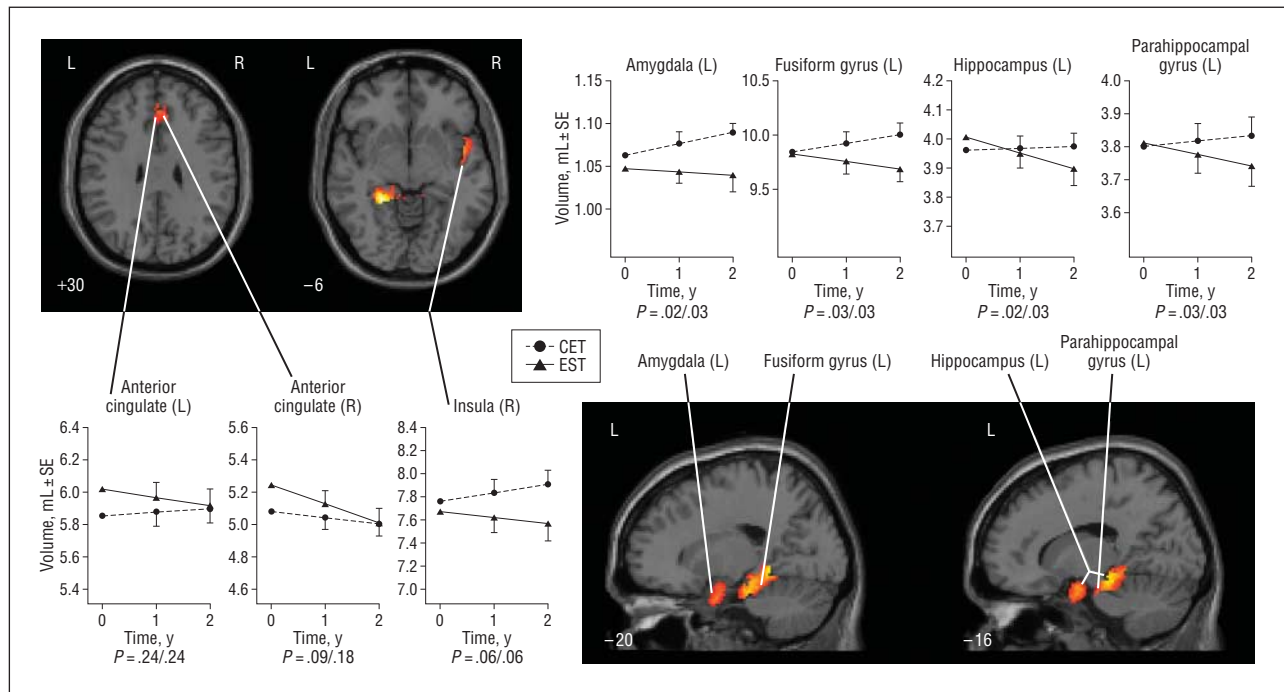 L
R
L
R
+30
−6
Amygdala (L)
1.15
1.10
1.05
1.00
Volume, mL ± SE
0 1 2
Time, y
P = .02/.03
Fusiform gyrus (L)
10.5
10.0
9.5
0 1 2
Time, y
P = .03/.03
Hippocampus (L)
4.2
4.1
4.0
3.9
3.8
3.7
0 1 2
Time, y
P = .02/.03
Parahippocampal
gyrus (L)
4.0
3.9
3.8
3.7
3.6
0 1 2
Time, y
P = .03/.03
CET
EST
Anterior
cingulate (L)
6.4
6.2
6.0
5.8
5.6
5.4
Volume, mL ± SE
0 1 2
Time, y
P = .24/.24
Anterior
cingulate (R)
5.6
5.4
5.2
5.0
4.8
4.6
0 1 2
Time, y
P = .09/.18
Insula (R)
8.4
8.2
8.0
7.8
7.6
7.4
7.2
7.0
0 1 2
Time, y
P = .06/.06
Amygdala (L)
Fusiform gyrus (L)
Hippocampus (L)
Parahippocampal
gyrus (L)
L
L
−20
−16